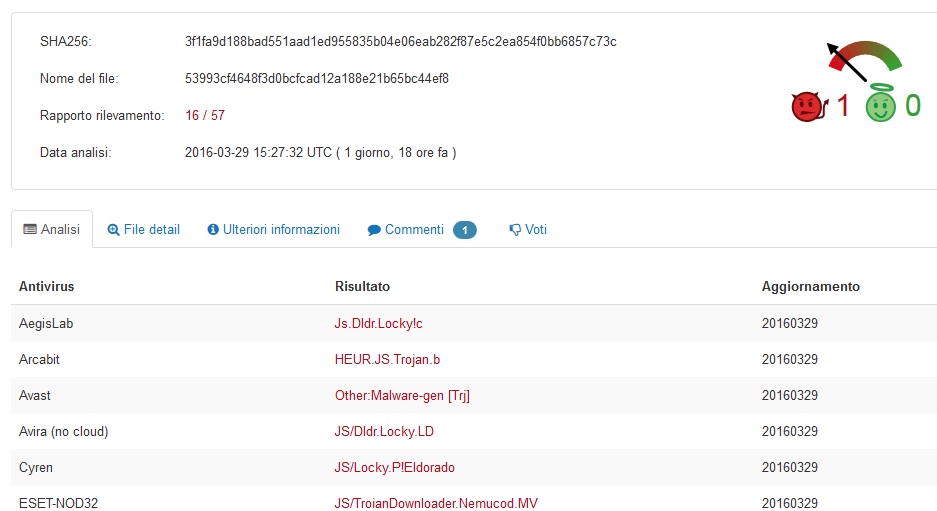 SHA256: 3f1fa9d188bad551aad1ed955835b04e06eab282f87e5c2ea854f0bb6857c73c
Nome del file: 53993cf4648f3d0bcfcad12a188e21b65bc44ef8
Rapporto rilevamento: 16 / 57
Data analisi: 2016-03-29 15:27:32 UTC ( 1 giorno, 18 ore fa )
1 0
Analisi File detail Ulteriori informazioni Commenti 1 Voti
Antivirus Risultato Aggiornamento
AegisLab Js.Dldr.Locky!c 20160329
Arcabit HEUR.JS.Trojan.b 20160329
Avast Other:Malware-gen [Trj] 20160329
Avira (no cloud) JS/Dldr.Locky.LD 20160329
Cyren JS/Locky.P!Eldorado 20160329
ESET-NOD32 JS/TrojanDownloader.Nemucod.MV 20160329